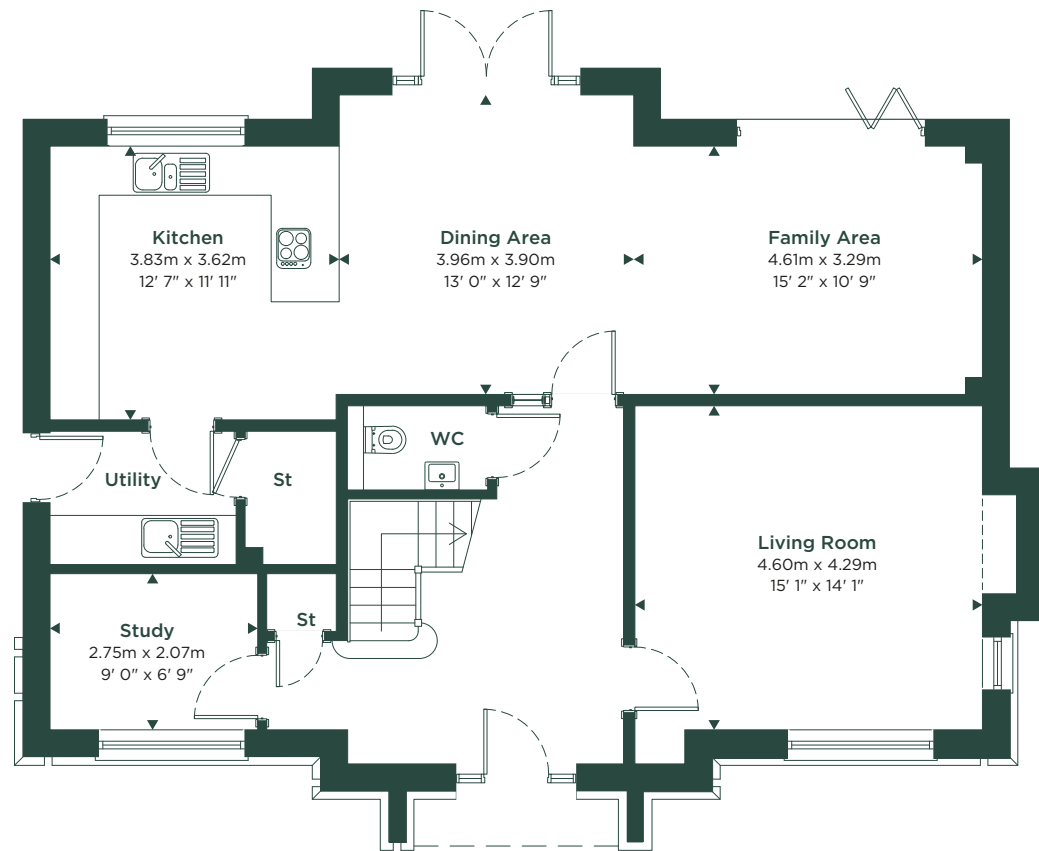 Kitchen
3.83m x 3.62m
12' 7" x 11' 11"
Dining Area
3.96m x 3.90m
13' 0" x 12' 9"
Family Area
4.61m x 3.29m
15' 2" x 10' 9"
WC
Utility
St
Living Room
4.60m x 4.29m
15' 1" x 14' 1"
St
Study
2.75m x 2.07m
9' 0" x 6' 9"